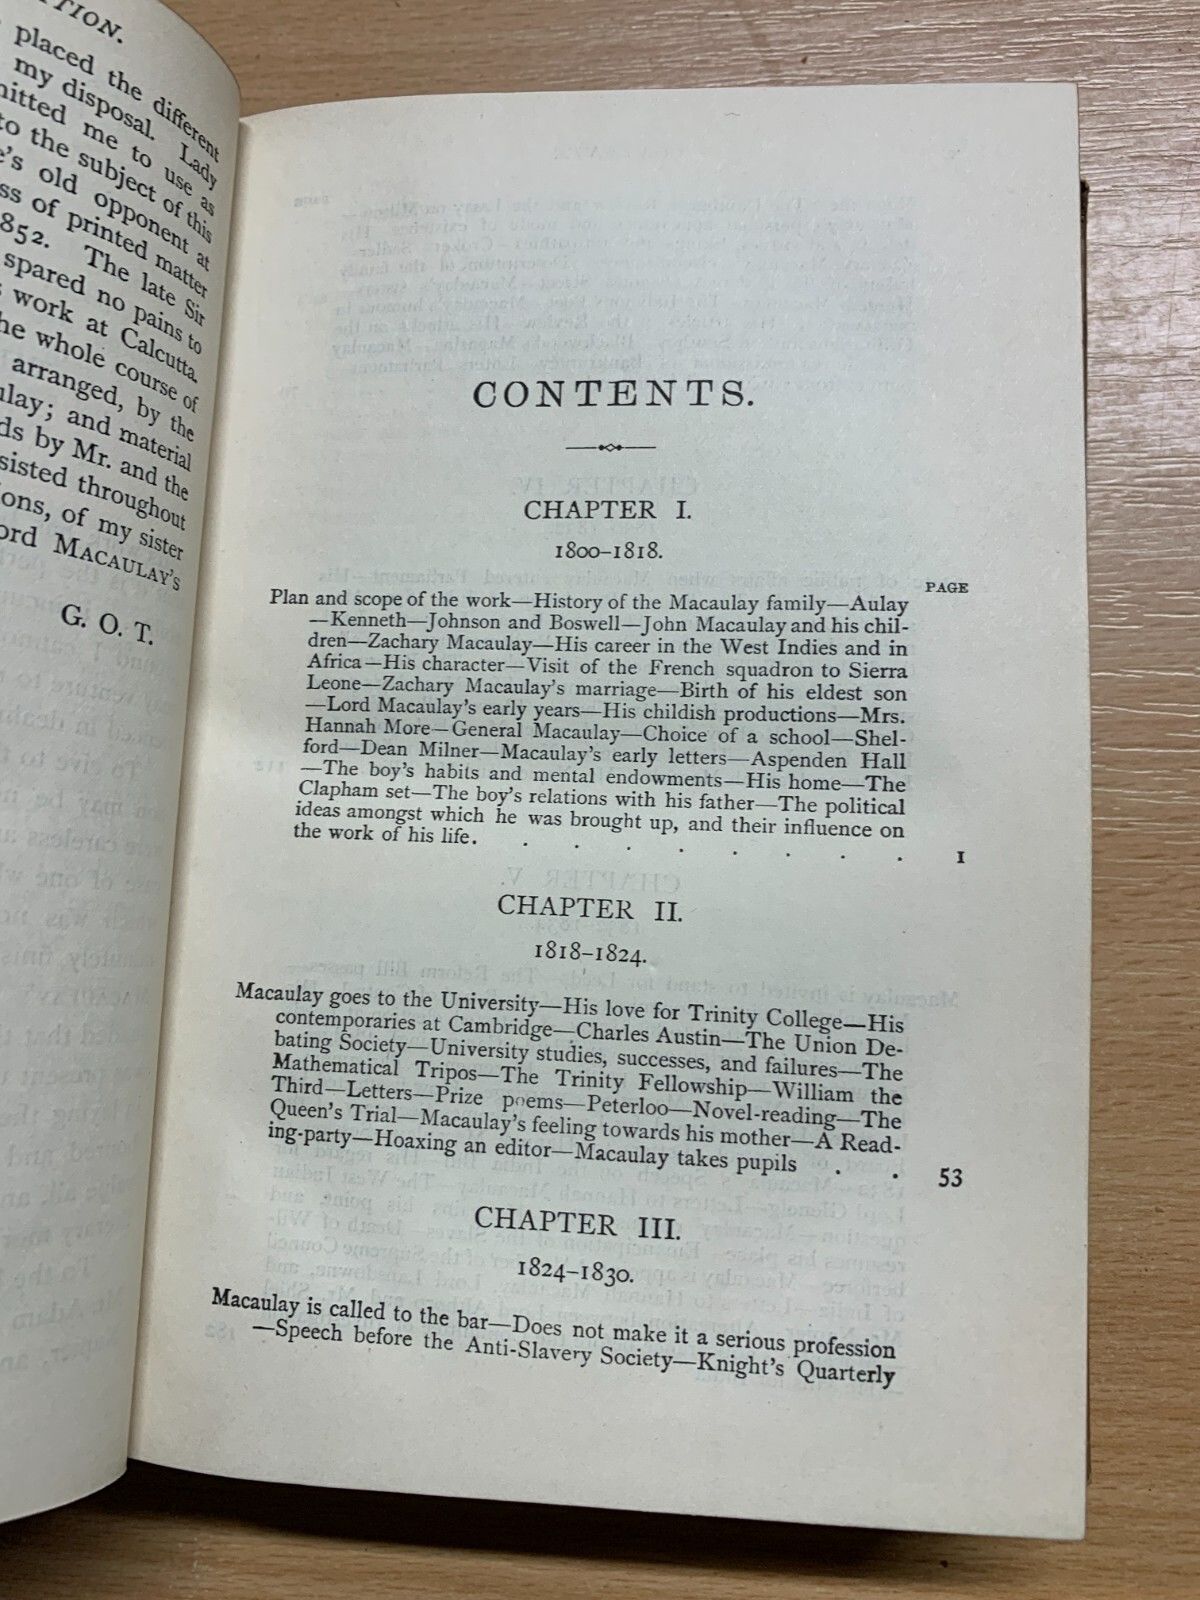 TION.
placed the different
my disposal. Lady
mitted me to use as
to the subject of this
e's old opponent at
ss of printed matter
852. The late Sir
spared no pains to
work at Calcutta.
he whole course of
arranged, by the
ulay; and material
ds by Mr. and the
sisted throughout
ions, of my sister
ord MACAULAY'S
G. O. T.
CONTENTS.
CHAPTER I.
1800-1818.
PAGE
Plan and scope of the work—History of the Macaulay family—Aulay
—Kenneth—Johnson and Boswell—John Macaulay and his chil-
dren—Zachary Macaulay—His career in the West Indies and in
Africa—His character—Visit of the French squadron to Sierra
Leone—Zachary Macaulay's marriage—Birth of his eldest son
—Lord Macaulay's early years—His childish productions—Mrs.
Hannah More—General Macaulay—Choice of a school—Shel-
ford—Dean Milner—Macaulay's early letters—Aspenden Hall
—The boy's habits and mental endowments—His home—The
Clapham set—The boy's relations with his father—The political
ideas amongst which he was brought up, and their influence on
the work of his life. . . . . . . . . 1
CHAPTER II.
1818-1824.
Macaulay goes to the University—His love for Trinity College—His
contemporaries at Cambridge—Charles Austin—The Union De-
bating Society—University studies, successes, and failures—The
Mathematical Tripos—The Trinity Fellowship—William the
Third—Letters—Prize poems—Peterloo—Novel-reading—The
Queen's Trial—Macaulay's feeling towards his mother—A Read-
ing-party—Hoaxing an editor—Macaulay takes pupils . . 53
CHAPTER III.
1824-1830.
Macaulay is called to the bar—Does not make it a serious profession
—Speech before the Anti-Slavery Society—Knight's Quarterly